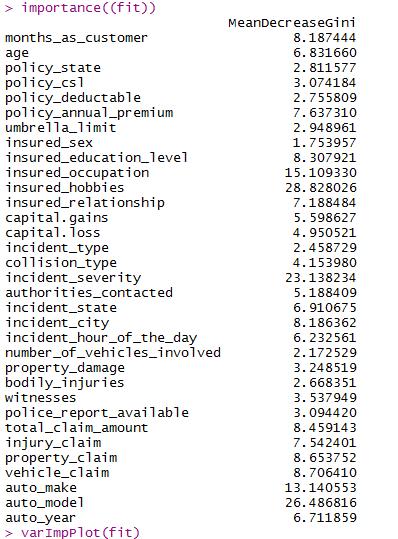 > importance((fit))
MeanDecreaseGini
months_as_customer 8.187444
age 6.831660
policy_state 2.811577
policy_csl 3.074184
policy_deductable 2.755809
policy_annual_premium 7.637310
umbrella_limit 2.948961
insured_sex 1.753957
insured_education_level 8.307921
insured_occupation 15.109330
insured_hobbies 28.828026
insured_relationship 7.188484
capital.gains 5.598627
capital.loss 4.950521
incident_type 2.458729
collision_type 4.153980
incident_severity 23.138234
authorities_contacted 5.188409
incident_state 6.910675
incident_city 8.186362
incident_hour_of_the_day 6.232561
number_of_vehicles_involved 2.172529
property_damage 3.248519
bodily_injuries 2.668351
witnesses 3.537949
police_report_available 3.094420
total_claim_amount 8.459143
injury_claim 7.542401
property_claim 8.653752
vehicle_claim 8.706410
auto_make 13.140553
auto_model 26.486816
auto_year 6.711859
> varImpPlot(fit)